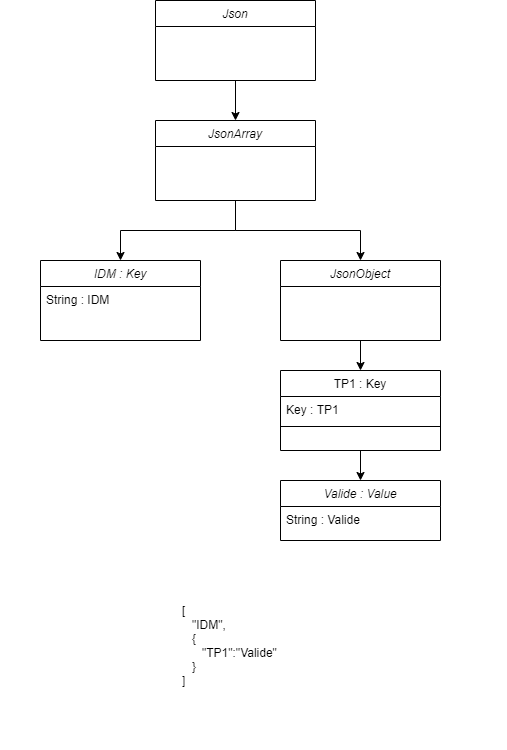 Json
JsonArray
IDM : Key
String : IDM
JsonObject
TP1 : Key
Key : TP1
Valide : Value
String : Valide
[
"IDM",
{
"TP1":"Valide"
}
]